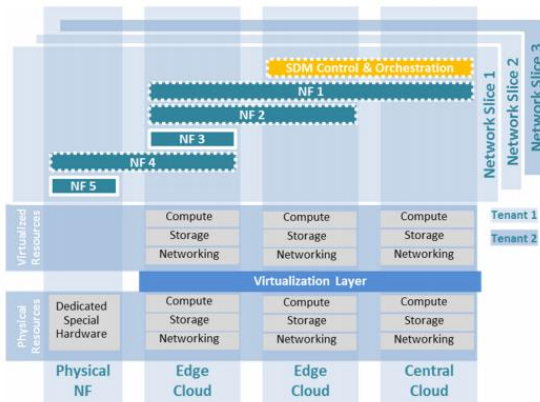 SDM Control & Orchestration
NF 1
NF 2
NF 3
NF 4
NF 5
Network Slice 1
Network Slice 2
Network Slice 3
Tenant 1
Tenant 2
Virtualized
Resources
Compute
Compute
Compute
Storage
Storage
Storage
Networking
Networking
Networking
Virtualization Layer
Physical
Resources
Dedicated
Special
Hardware
Compute
Compute
Compute
Storage
Storage
Storage
Networking
Networking
Networking
Physical
NF
Edge
Cloud
Edge
Cloud
Central
Cloud